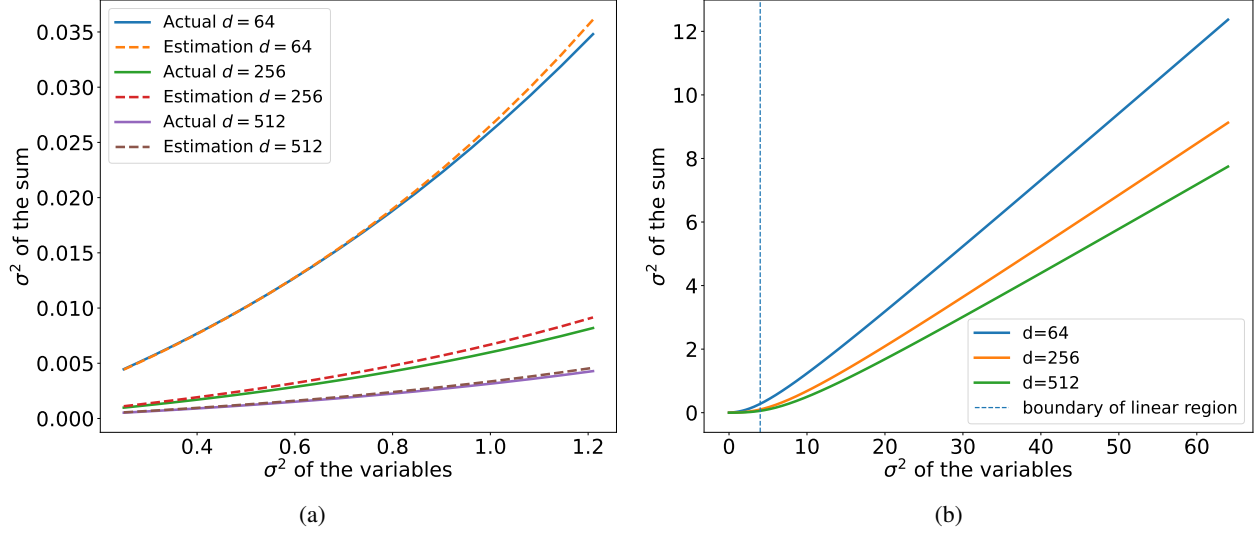 Actual d = 64
Estimation d = 64
Actual d = 256
Estimation d = 256
Actual d = 512
Estimation d = 512
0.035
0.030
0.025
0.020
0.015
0.010
0.005
0.000
σ² of the sum
0.4 0.6 0.8 1.0 1.2
σ² of the variables
(a)
12
10
8
6
4
2
0
σ² of the sum
d=64
d=256
d=512
boundary of linear region
0 10 20 30 40 50 60
σ² of the variables
(b)